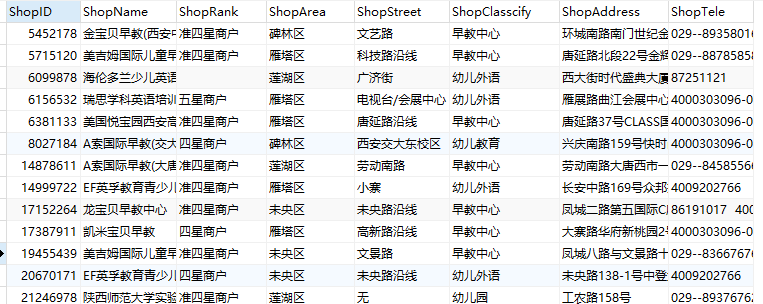 ShopID ShopName ShopRank ShopArea ShopStreet ShopClasscify ShopAddress ShopTele
5452178 金宝贝早教(西安 准四星商户 碑林区 文艺路 早教中心 环城南路南门世纪金 029--8935801
5715120 美吉姆国际儿童早 准四星商户 雁塔区 科技路沿线 早教中心 唐延路北段22号金辉 029--8878585
6099878 海伦多兰少儿英语 莲湖区 广济街 幼儿外语 西大街时代盛典大厦 87251121
6156532 瑞思学科英语培训 五星商户 雁塔区 电视台/会展中心 幼儿外语 雁展路曲江会展中心 4000303096-0
6381133 美国悦宝园西安高 准四星商户 雁塔区 唐延路沿线 早教中心 唐延路37号CLASS国 4000303096-0
8027184 A索国际早教(交大 四星商户 碑林区 西安交大东校区 幼儿教育 兴庆南路159号快时 4000303096-0
14878611 A索国际早教(大唐 准四星商户 莲湖区 劳动南路 早教中心 劳动南路大唐西市一 029--8458556
14999722 EF英孚教育青少儿 准四星商户 雁塔区 小寨 幼儿外语 长安中路169号众邦 4009202766
17152264 龙宝贝早教中心 准四星商户 未央区 未央路沿线 早教中心 凤城二路第五国际C 86191017 400
17387911 凯米宝贝早教 四星商户 雁塔区 高新路沿线 早教中心 大寨路华府新桃园2号 4000303096-0
19455439 美吉姆国际儿童早 准四星商户 未央区 文景路 早教中心 凤城八路与文景路十 029--8366767
20670171 EF英孚教育青少儿 四星商户 未央区 未央路沿线 幼儿外语 未央路138-1号中登 4009202766
21246978 陕西师范大学实验 准四星商户 莲湖区 无 幼儿园 工农路158号 029--8937676